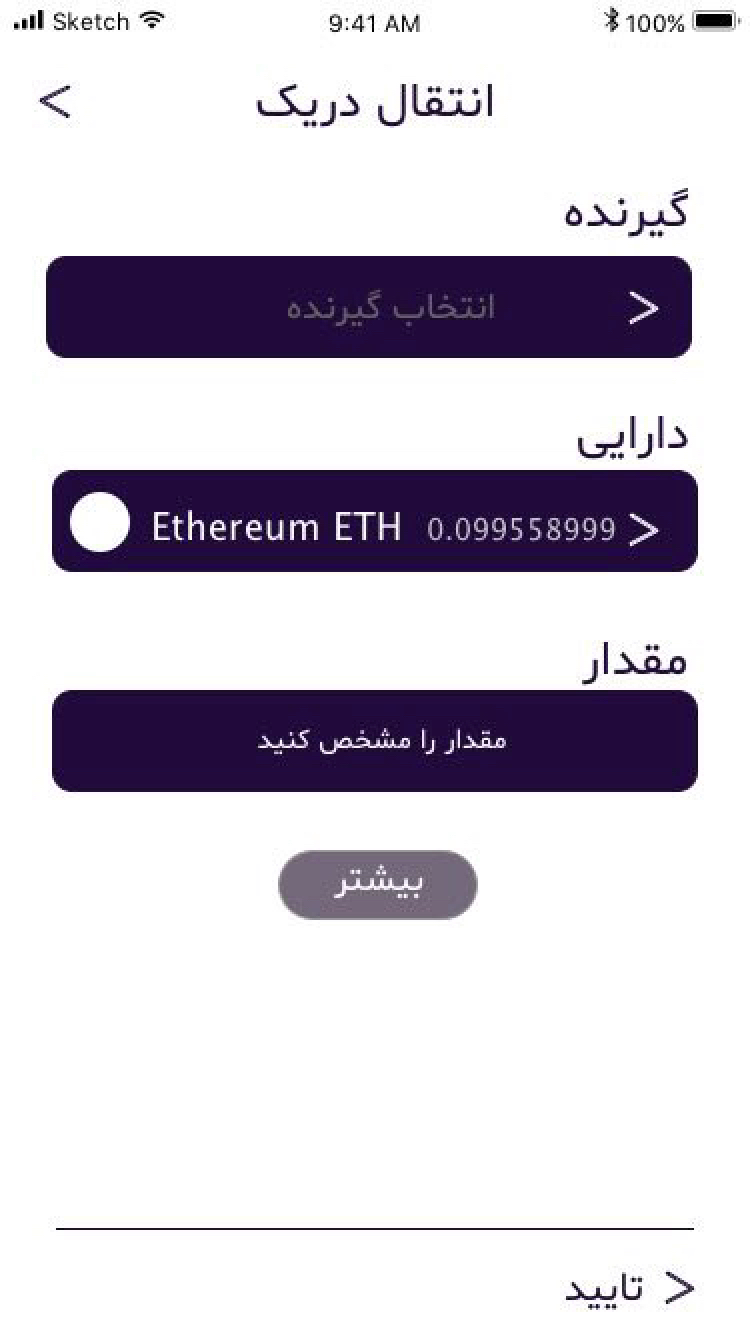 Sketch 9:41 AM 100%
انتقال دریک
گیرنده
انتخاب گیرنده
دارایی
Ethereum ETH 0.099558999
مقدار
مقدار را مشخص کنید
بیشتر
تایید